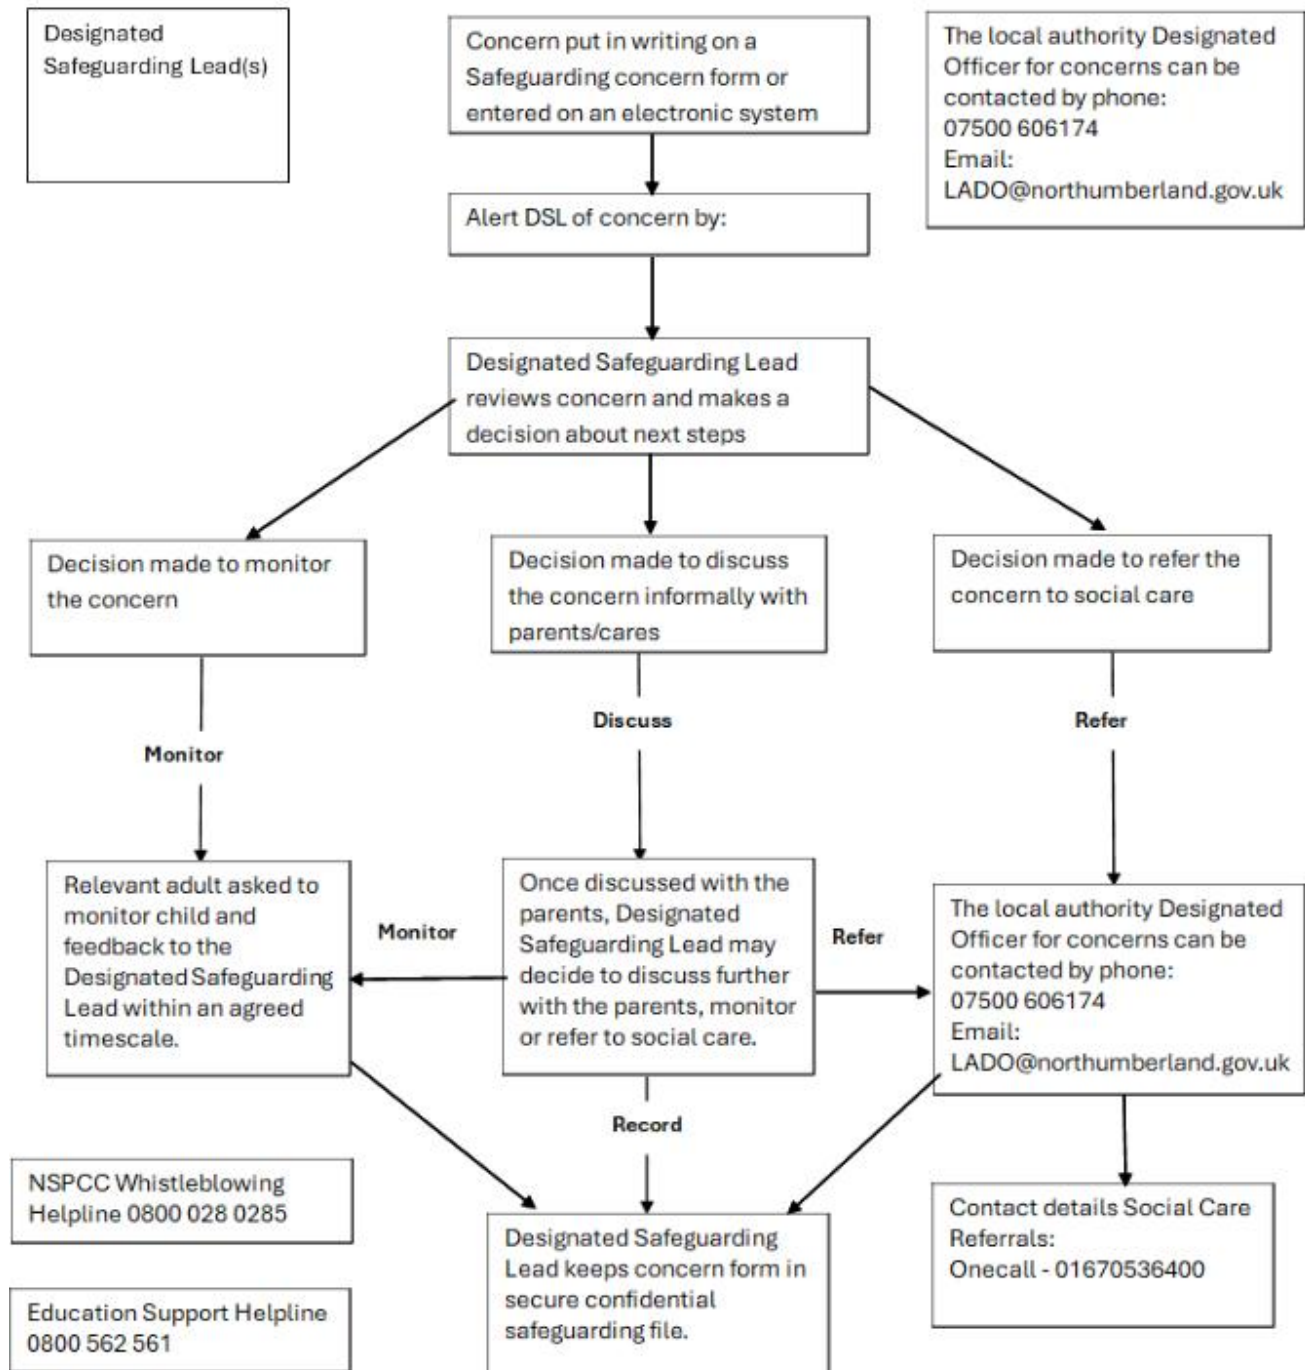 Designated
Safeguarding Lead(s)
Concern put in writing on a
Safeguarding concern form or
entered on an electronic system
The local authority Designated
Officer for concerns can be
contacted by phone:
07500 606174
Email:
LADO@northumberland.gov.uk
Alert DSL of concern by:
Designated Safeguarding Lead
reviews concern and makes a
decision about next steps
Decision made to monitor
the concern
Decision made to discuss
the concern informally with
parents/cares
Decision made to refer the
concern to social care
Monitor
Discuss
Refer
Relevant adult asked to
monitor child and
feedback to the
Designated Safeguarding
Lead within an agreed
timescale.
Monitor
Once discussed with the
parents, Designated
Safeguarding Lead may
decide to discuss further
with the parents, monitor
or refer to social care.
Refer
The local authority Designated
Officer for concerns can be
contacted by phone:
07500 606174
Email:
LADO@northumberland.gov.uk
Record
NSPCC Whistleblowing
Helpline 0800 028 0285
Education Support Helpline
0800 562 561
Designated Safeguarding
Lead keeps concern form in
secure confidential
safeguarding file.
Contact details Social Care
Referrals:
Onecall - 01670536400